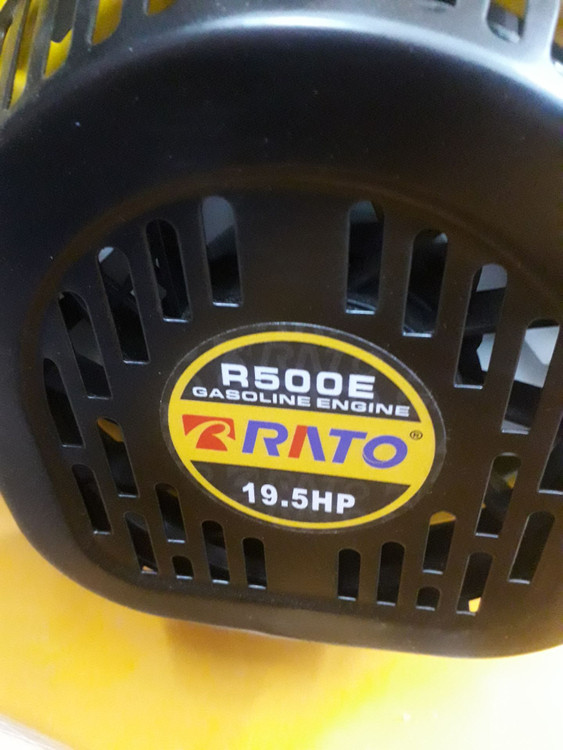 R500E
GASOLINE ENGINE
RATO®
19.5HP